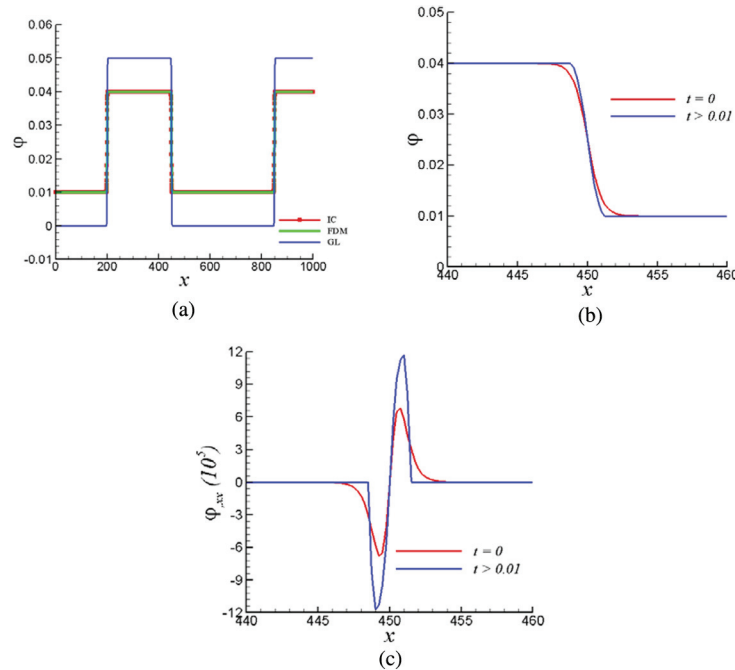 0.06
0.05
0.04
0.03
0.02
0.01
0
-0.01
φ
0 200 400 600 800 1000
x
IC
FDM
GL
(a)
0.05
0.04
0.03
0.02
0.01
0.00
φ
440 445 450 455 460
x
t = 0
t > 0.01
(b)
12
9
6
3
0
-3
-6
-9
-12
φ,xx (10⁵)
440 445 450 455 460
x
t = 0
t > 0.01
(c)